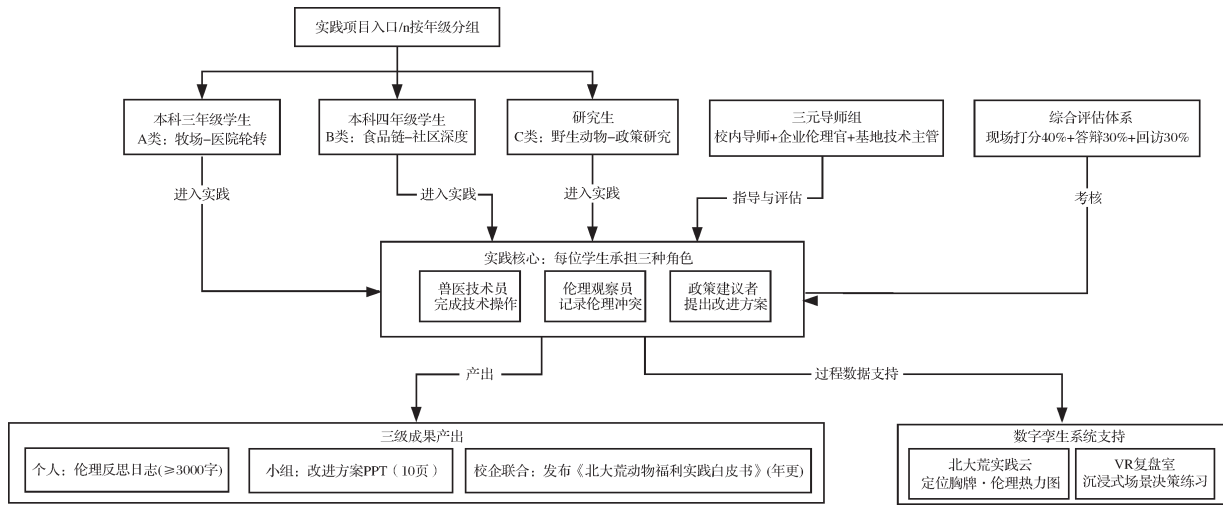 实践项目入口/n按年级分组
本科三年级学生
A类：牧场–医院轮转
本科四年级学生
B类：食品链–社区深度
研究生
C类：野生动物–政策研究
三元导师组
校内导师+企业伦理官+基地技术主管
综合评估体系
现场打分40%+答辩30%+回访30%
进入实践
进入实践
进入实践
指导与评估
考核
实践核心：每位学生承担三种角色
兽医技术员
完成技术操作
伦理观察员
记录伦理冲突
政策建议者
提出改进方案
产出
过程数据支持
三级成果产出
个人：伦理反思日志(≥3000字)
小组：改进方案PPT（10页）
校企联合：发布《北大荒动物福利实践白皮书》(年更)
数字孪生系统支持
北大荒实践云
定位胸牌·伦理热力图
VR复盘室
沉浸式场景决策练习